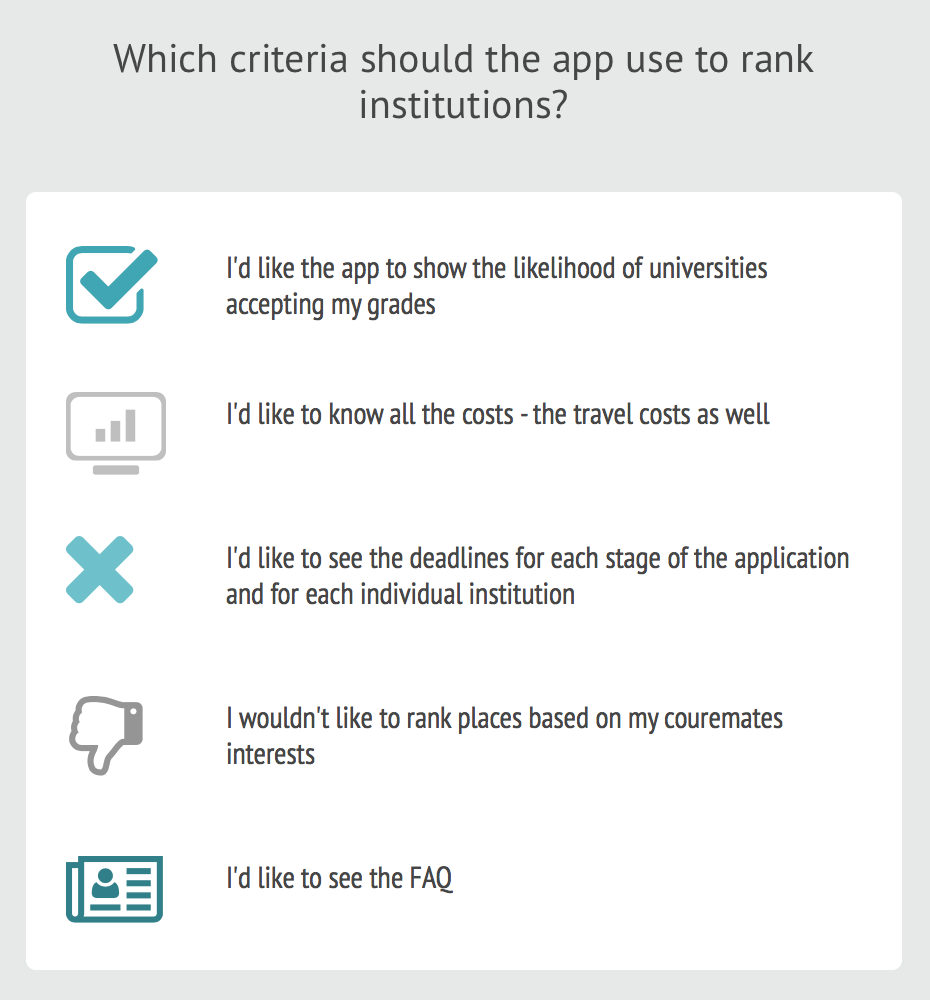 Which criteria should the app use to rank
institutions?
I'd like the app to show the likelihood of universities
accepting my grades
I'd like to know all the costs - the travel costs as well
I'd like to see the deadlines for each stage of the application
and for each individual institution
I wouldn't like to rank places based on my couremates
interests
I'd like to see the FAQ